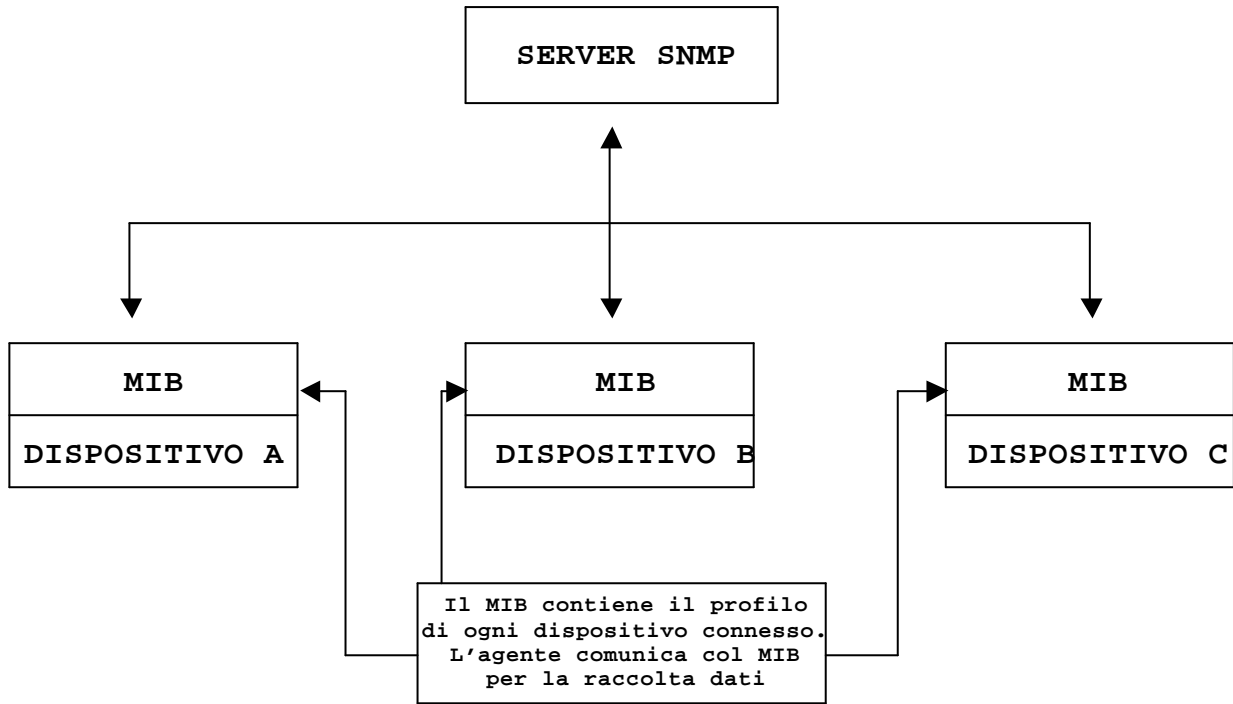 SERVER SNMP
MIB
DISPOSITIVO A
MIB
DISPOSITIVO B
MIB
DISPOSITIVO C
Il MIB contiene il profilo
di ogni dispositivo connesso.
L’agente comunica col MIB
per la raccolta dati